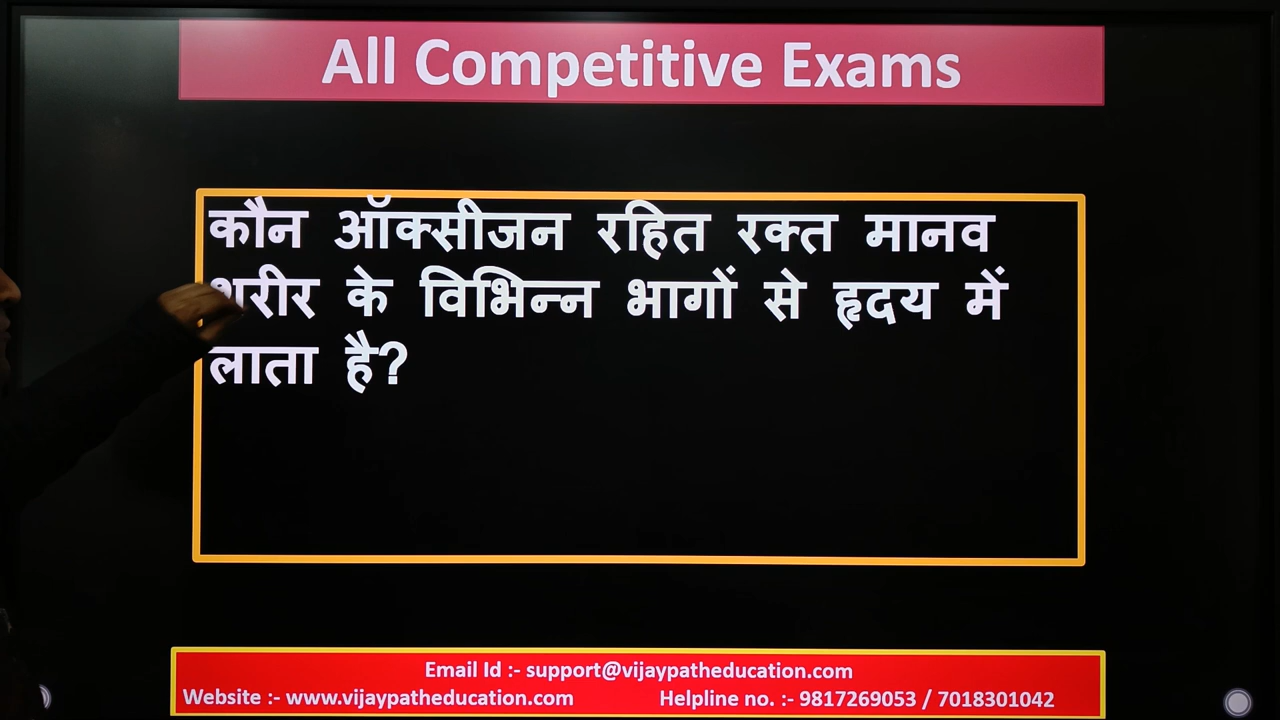 All Competitive Exams
कौन ऑक्सीजन रहित रक्त मानव
शरीर के विभिन्न भागों से हृदय में
लाता है?
Email Id :- support@vijaypatheducation.com
Website :- www.vijaypatheducation.com Helpline no. :- 9817269053 / 7018301042